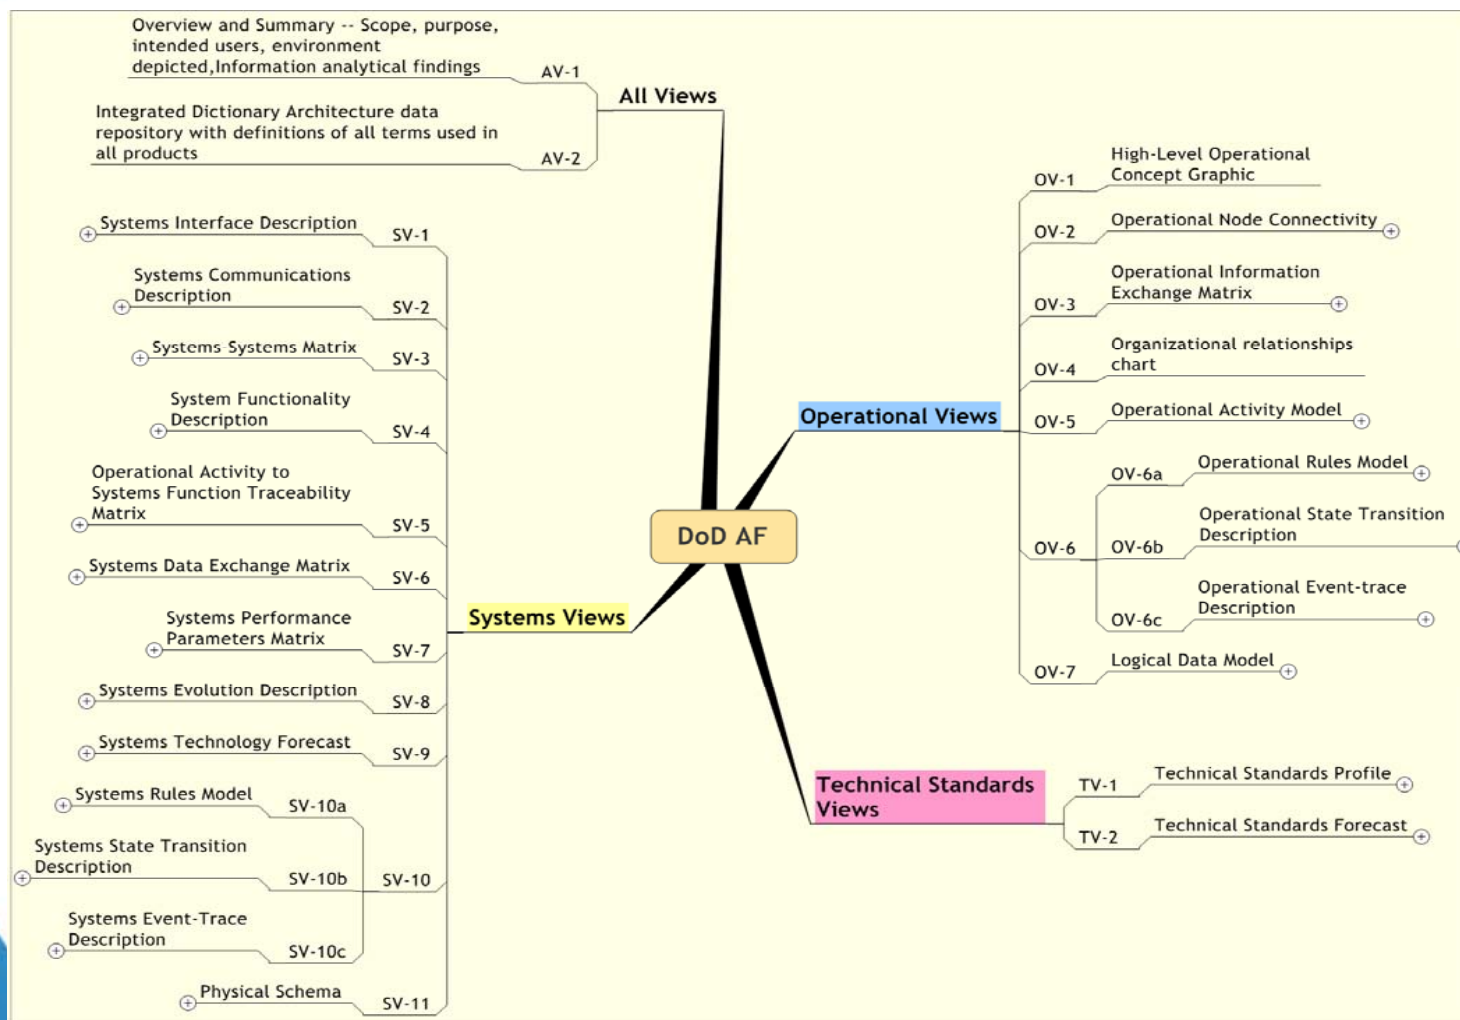 Overview and Summary -- Scope, purpose,
intended users, environment
depicted,Information analytical findings
AV-1
All Views
Integrated Dictionary Architecture data
repository with definitions of all terms used in
all products
AV-2
Systems Interface Description
SV-1
Systems Communications
Description
SV-2
Systems Systems Matrix
SV-3
System Functionality
Description
SV-4
Operational Activity to
Systems Function Traceability
Matrix
SV-5
Systems Data Exchange Matrix
SV-6
Systems Performance
Parameters Matrix
SV-7
Systems Evolution Description
SV-8
Systems Technology Forecast
SV-9
Systems Rules Model
SV-10a
Systems State Transition
Description
SV-10b
SV-10
Systems Event-Trace
Description
SV-10c
Physical Schema
SV-11
Systems Views
DoD AF
Operational Views
OV-1
High-Level Operational
Concept Graphic
OV-2
Operational Node Connectivity
OV-3
Operational Information
Exchange Matrix
OV-4
Organizational relationships
chart
OV-5
Operational Activity Model
OV-6
OV-6a
Operational Rules Model
OV-6b
Operational State Transition
Description
OV-6c
Operational Event-trace
Description
OV-7
Logical Data Model
Technical Standards
Views
TV-1
Technical Standards Profile
TV-2
Technical Standards Forecast